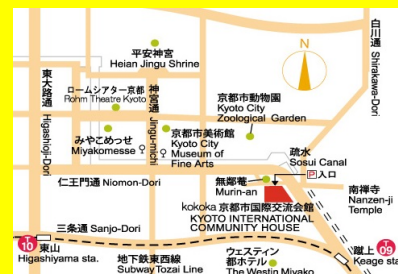 平安神宮
Heian Jingu Shrine
白川通
Shirakawa-Dori
東大路通
Higashioji-Dori
ロームシアター京都
Rohm Theatre Kyoto
神宮通
Jingu-michi
京都市動物園
Kyoto City
Zoological Garden
みやこめっせ
Miyakomesse
京都市美術館
Kyoto City
Museum of
Fine Arts
疏水
Sosui Canal
P 入口
仁王門通 Niomon-Dori
無鄰菴
Murin-an
南禅寺
Nanzen-ji
Temple
kokoka 京都市国際交流会館
KYOTO INTERNATIONAL
COMMUNITY HOUSE
三条通 Sanjo-Dori
T
10
東山
Higashiyama sta.
地下鉄東西線
Subway Tozai Line
ウェスティン
都ホテル
The Westin Miyako
T
09
蹴上
Keage sta.